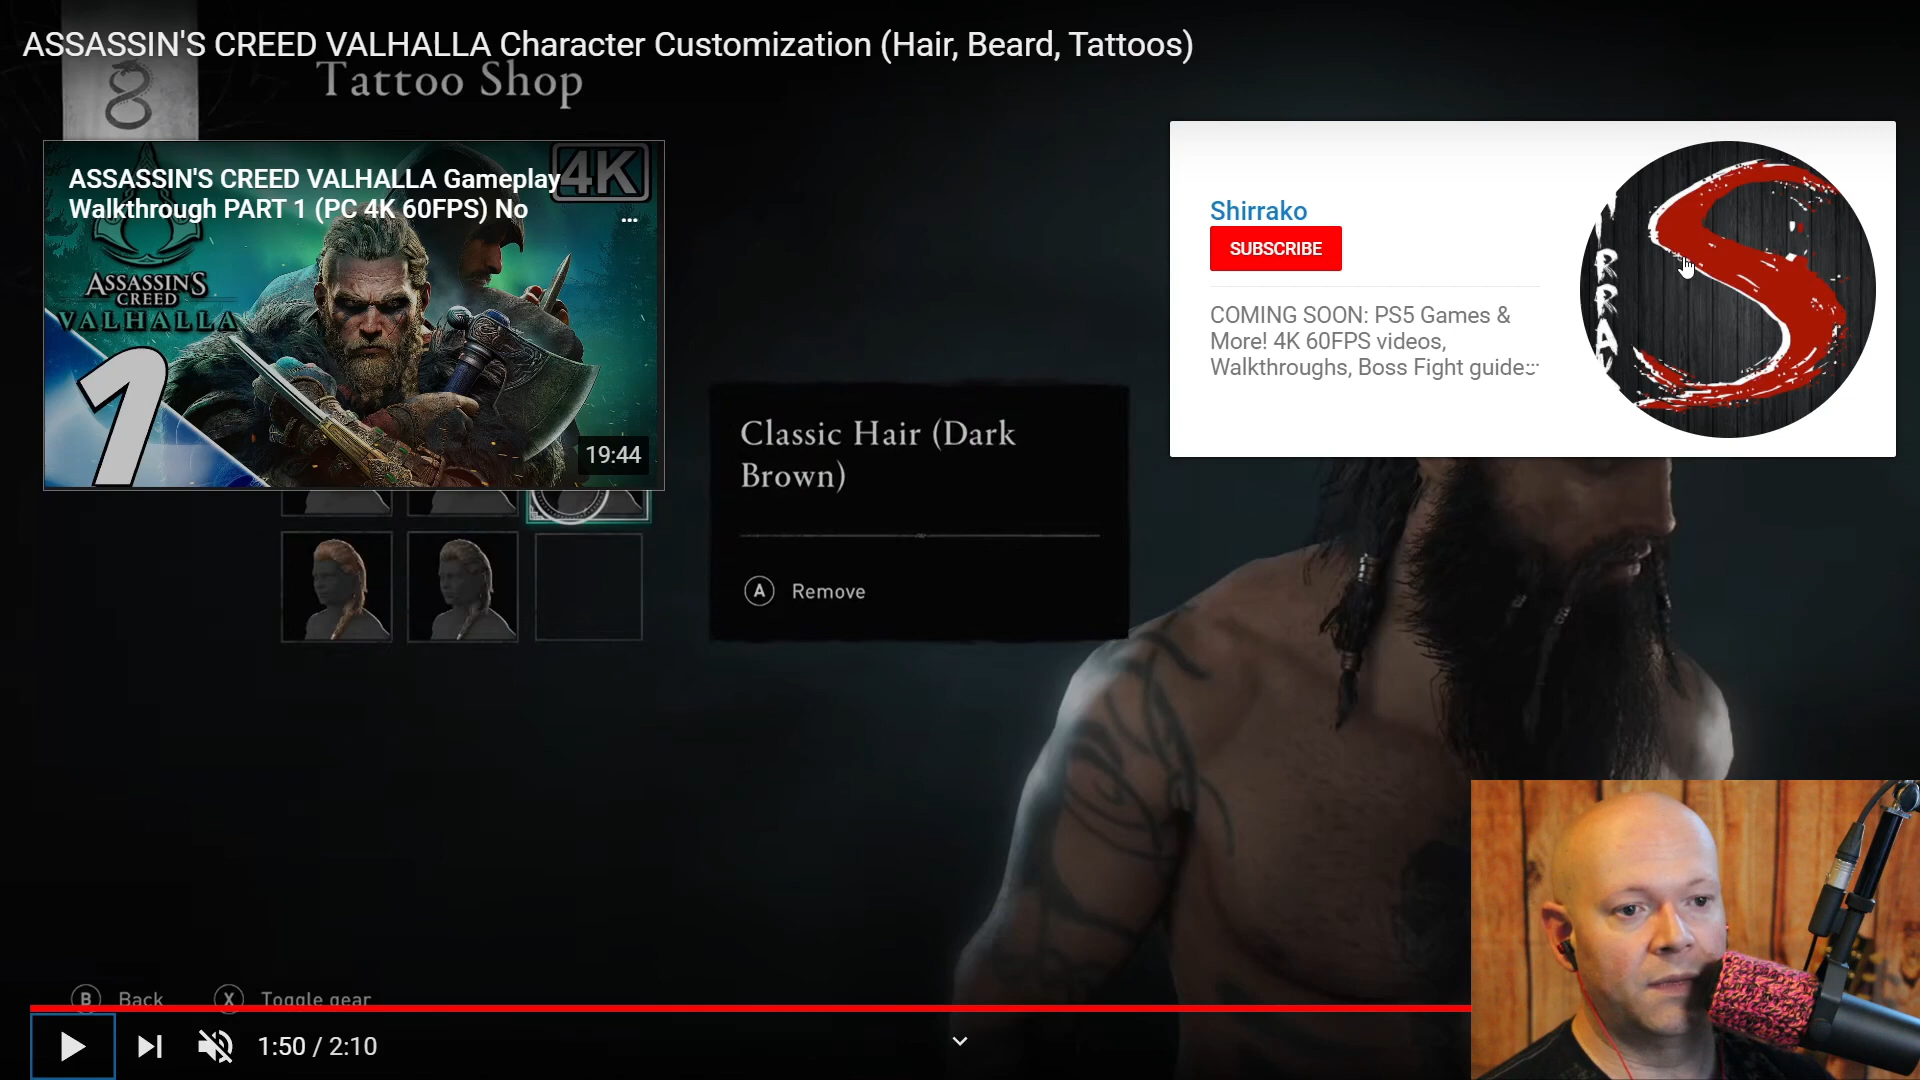 ASSASSIN'S CREED VALHALLA Character Customization (Hair, Beard, Tattoos)
Tattoo Shop
ASSASSIN'S CREED VALHALLA Gameplay
Walkthrough PART 1 (PC 4K 60FPS) No
...
4K
ASSASSIN'S
CREED
VALHALLA
1
19:44
Shirrako
SUBSCRIBE
COMING SOON: PS5 Games &
More! 4K 60FPS videos,
Walkthroughs, Boss Fight guides
S
Classic Hair (Dark
Brown)
A Remove
B Back X Toggle gear
1:50 / 2:10